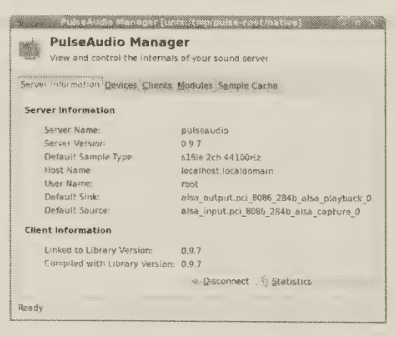 PulseAudio Manager [unix:/tmp/pulse-root/native]
PulseAudio Manager
View and control the internals of your sound server
Server Information Devices Clients Modules Sample Cache
Server Information
Server Name: pulseaudio
Server Version: 0.9.7
Default Sample Type: s16le 2ch 44100Hz
Host Name: localhost.localdomain
User Name: root
Default Sink: alsa_output.pci_8086_284b_alsa_playback_0
Default Source: alsa_input.pci_8086_284b_alsa_capture_0
Client Information
Linked to Library Version: 0.9.7
Compiled with Library Version: 0.9.7
Disconnect Statistics
Ready